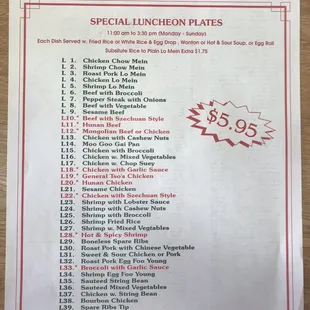 SPECIAL LUNCHEON PLATES
11:00 am to 3:30 pm (Monday - Sunday)
Each Dish Served w. Fried Rice or White Rice & Egg Drop, Wonton or Hot & Sour Soup, or Egg Roll
Substitute Rice to Plain Lo Mein Extra $1.75
L 1. Chicken Chow Mein
L 2. Shrimp Chow Mein
L 3. Roast Pork Lo Mein
L 4. Chicken Lo Mein
L 5. Shrimp Lo Mein
L 6. Beef with Broccoli
L 7. Pepper Steak with Onions
L 8. Beef with Vegetable
L 9. Sesame Beef
L10.* Beef with Szechuan Style
L11.* Hunan Beef
L12.* Mongolian Beef or Chicken
L13. Chicken with Cashew Nuts
L14. Moo Goo Gai Pan
L15. Chicken with Broccoli
L16. Chicken w. Mixed Vegetables
L17. Chicken w. Chop Suey
L18.* Chicken with Garlic Sauce
L19.* General Tso's Chicken
L20.* Hunan Chicken
L21. Sesame Chicken
L22.* Chicken with Szechuan Style
L23. Shrimp with Lobster Sauce
L24. Shrimp with Cashew Nuts
L25. Shrimp with Broccoli
L26. Shrimp Fried Rice
L27. Shrimp w. Mixed Vegtables
L28.* Hot & Spicy Shrimp
L29. Boneless Spare Ribs
L30. Roast Pork with Chinese Vegetable
L31. Sweet & Sour Chicken or Pork
L32. Roast Pork Egg Foo Young
L33.* Broccoli with Garlic Sauce
L34. Shrimp Egg Foo Young
L35. Sauteed String Bean
L36. Sauteed Mixed Vegetables
L37. Chicken w. String Bean
L38. Bourbon Chicken
L39. Spare Ribs Tip
$5.95